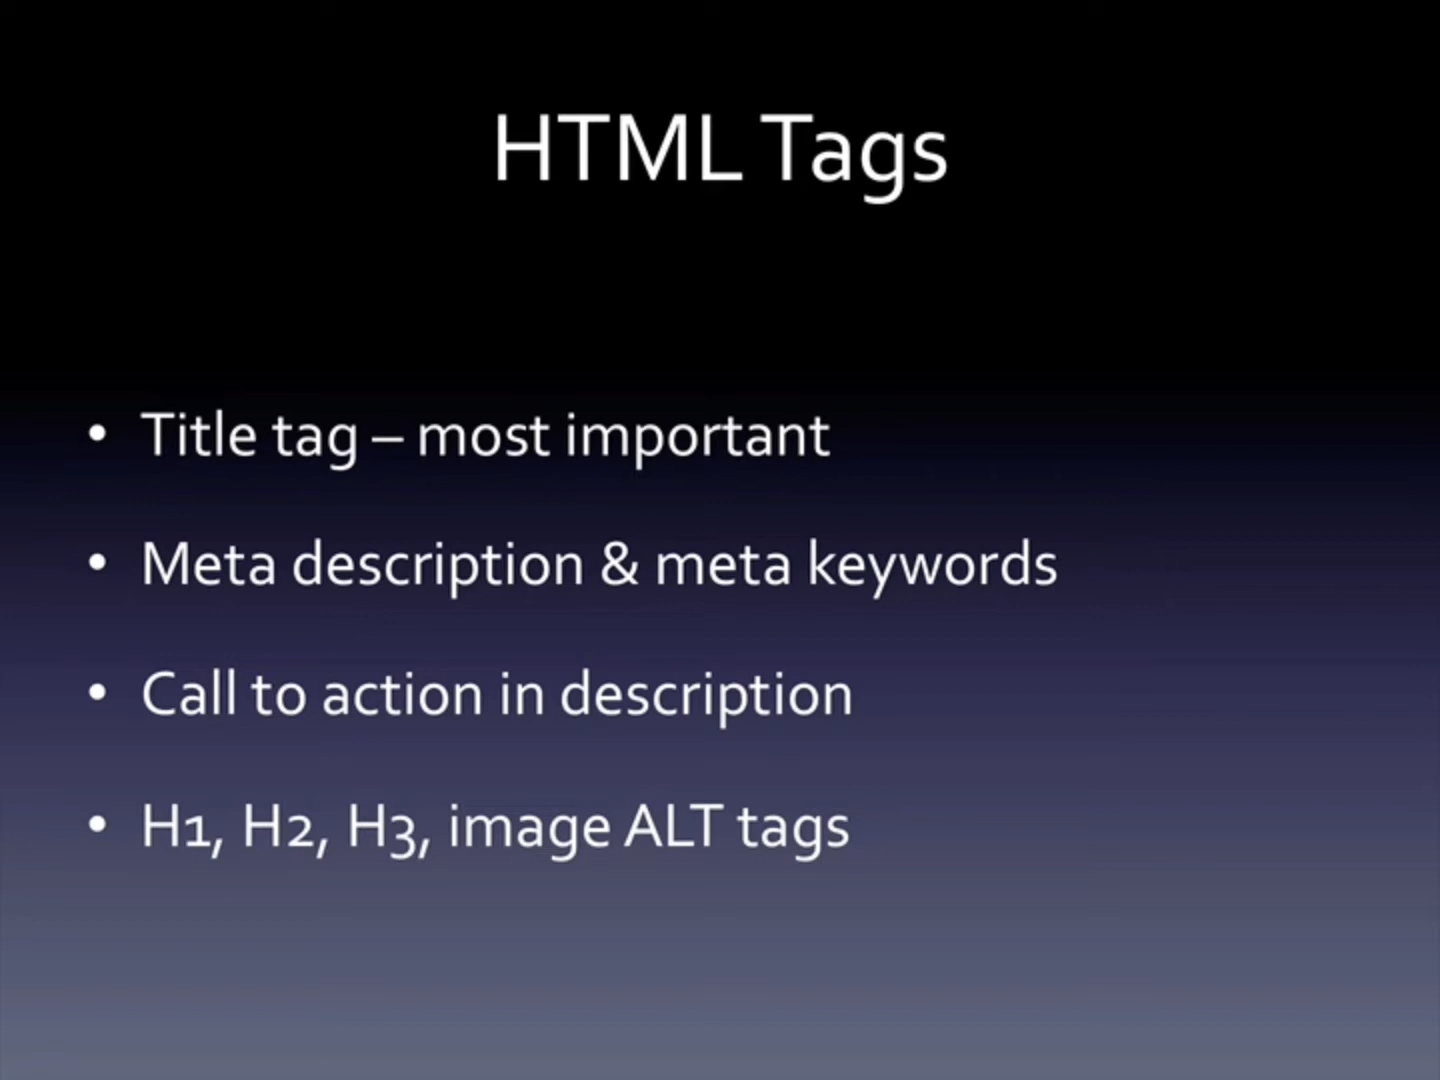 HTML Tags
• Title tag – most important
• Meta description & meta keywords
• Call to action in description
• H1, H2, H3, image ALT tags